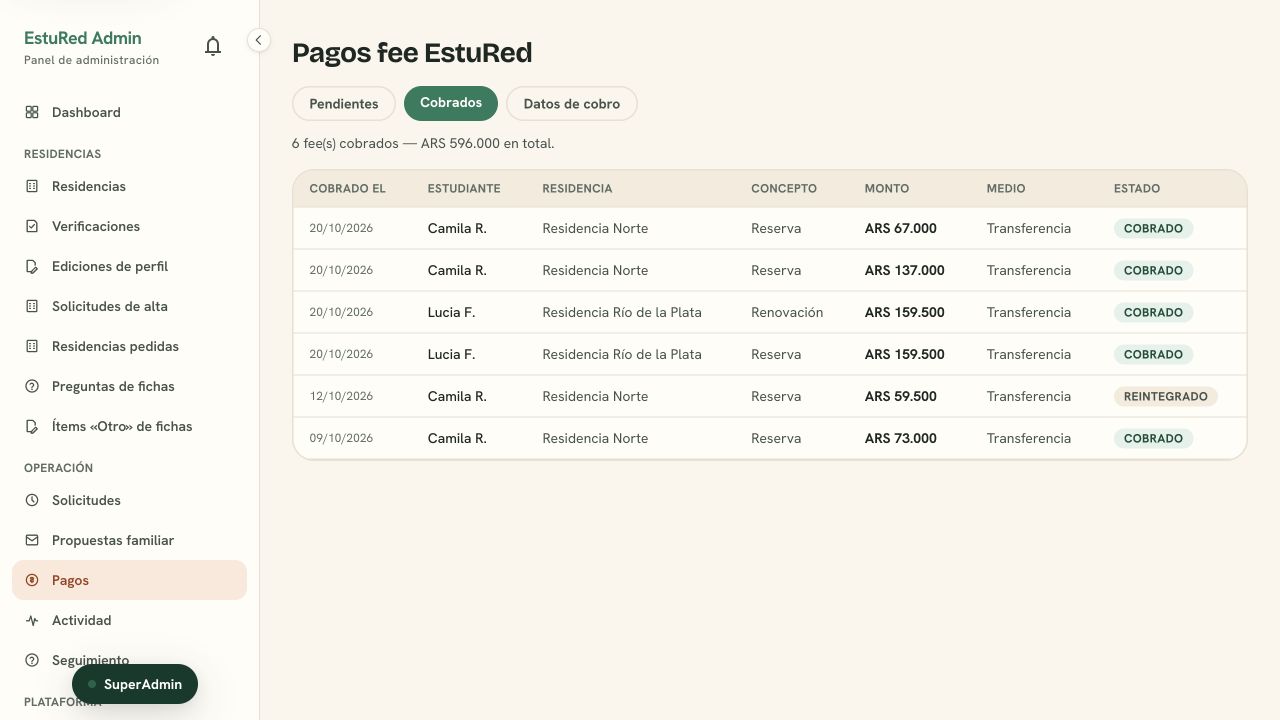 EstuRed Admin
Panel de administración
Dashboard
RESIDENCIAS
Residencias
Verificaciones
Ediciones de perfil
Solicitudes de alta
Residencias pedidas
Preguntas de fichas
Ítems «Otro» de fichas
OPERACIÓN
Solicitudes
Propuestas familiar
Pagos
Actividad
Seguimiento
SuperAdmin
PLATAFORMA
Pagos fee EstuRed
Pendientes Cobrados Datos de cobro
6 fee(s) cobrados — ARS 596.000 en total.
COBRADO EL ESTUDIANTE RESIDENCIA CONCEPTO MONTO MEDIO ESTADO
20/10/2026 Camila R. Residencia Norte Reserva ARS 67.000 Transferencia COBRADO
20/10/2026 Camila R. Residencia Norte Reserva ARS 137.000 Transferencia COBRADO
20/10/2026 Lucia F. Residencia Río de la Plata Renovación ARS 159.500 Transferencia COBRADO
20/10/2026 Lucia F. Residencia Río de la Plata Reserva ARS 159.500 Transferencia COBRADO
12/10/2026 Camila R. Residencia Norte Reserva ARS 59.500 Transferencia REINTEGRADO
09/10/2026 Camila R. Residencia Norte Reserva ARS 73.000 Transferencia COBRADO